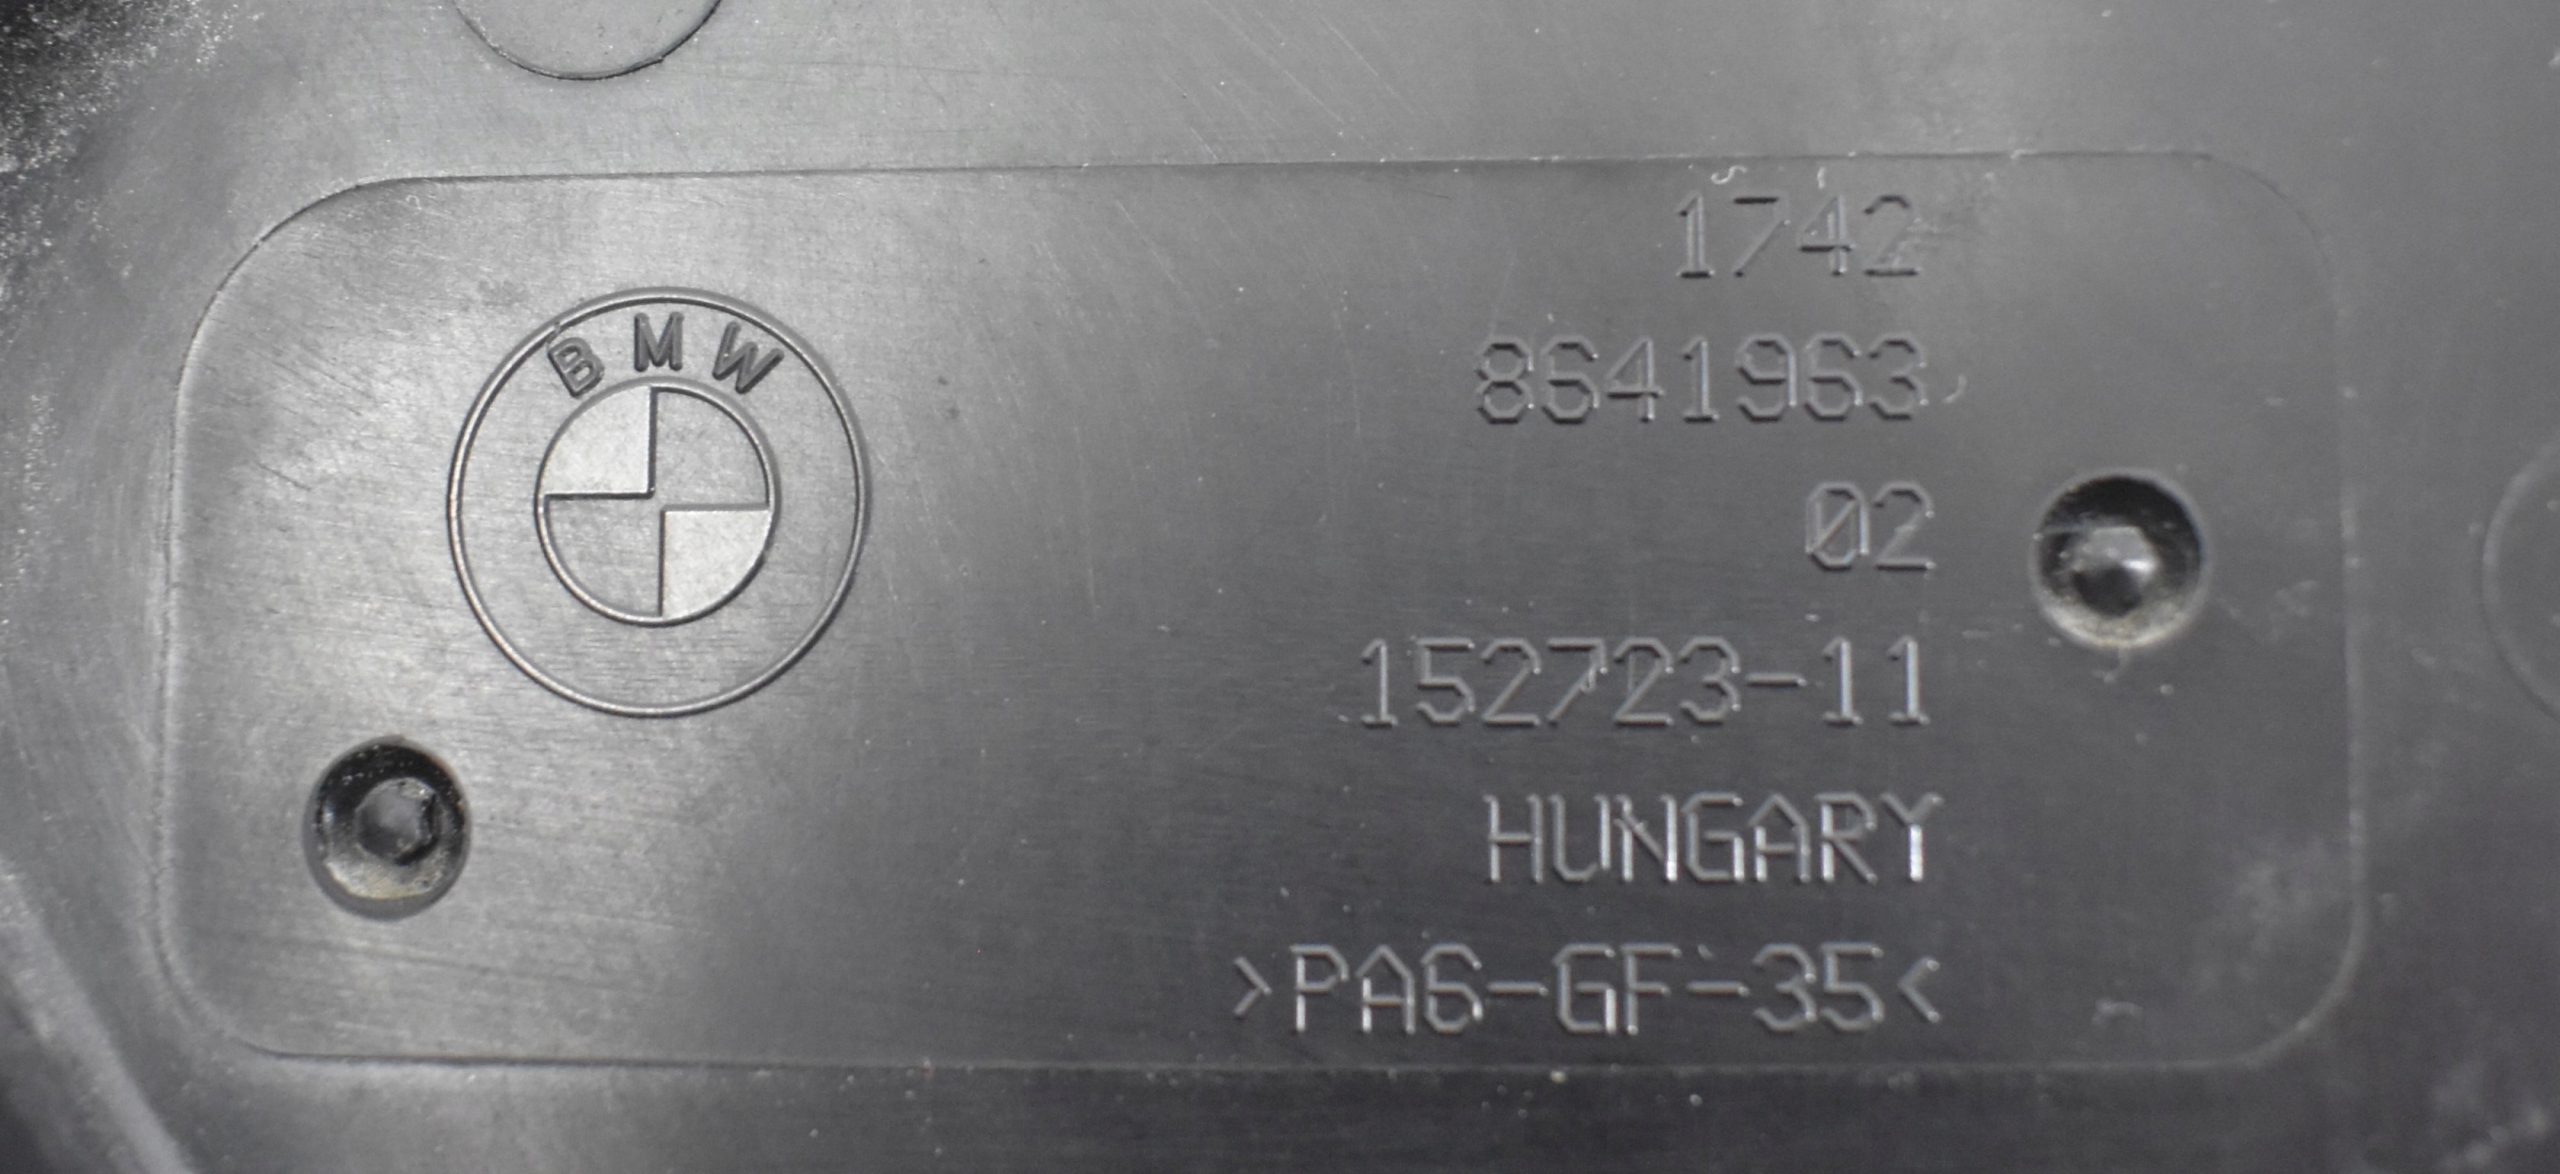 BMW
1742
8641963
02
152723-11
HUNGARY
>PA6-GF-35<